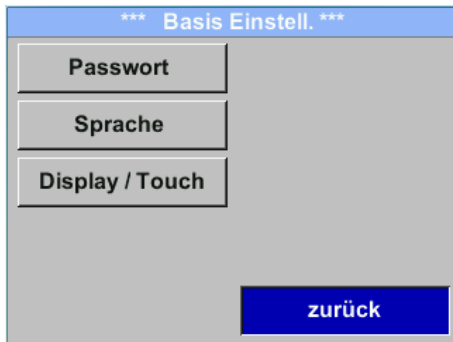 *** Basis Einstell. ***
Passwort
Sprache
Display / Touch
zurück